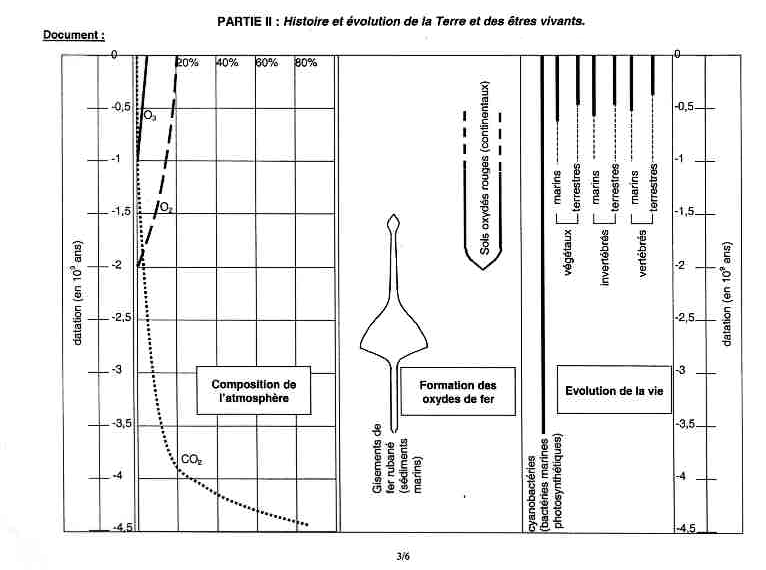 PARTIE II : Histoire et évolution de la Terre et des êtres vivants.
Document :
0
20%
40%
60%
80%
-0,5
-1
-1,5
-2
-2,5
-3
-3,5
-4
-4,5
datation (en 10⁹ ans)
O₃
O₂
CO₂
Composition de
l'atmosphère
Gisements de
fer rubané
(sédiments
marins)
Sols oxydés rouges (continentaux)
Formation des
oxydes de fer
cyanobactéries
(bactéries marines
photosynthétiques)
marins
terrestres
végétaux
marins
terrestres
invertébrés
marins
terrestres
vertébrés
Evolution de la vie
0
-0,5
-1
-1,5
-2
-2,5
-3
-3,5
-4
-4,5
datation (en 10⁹ ans)
3/6